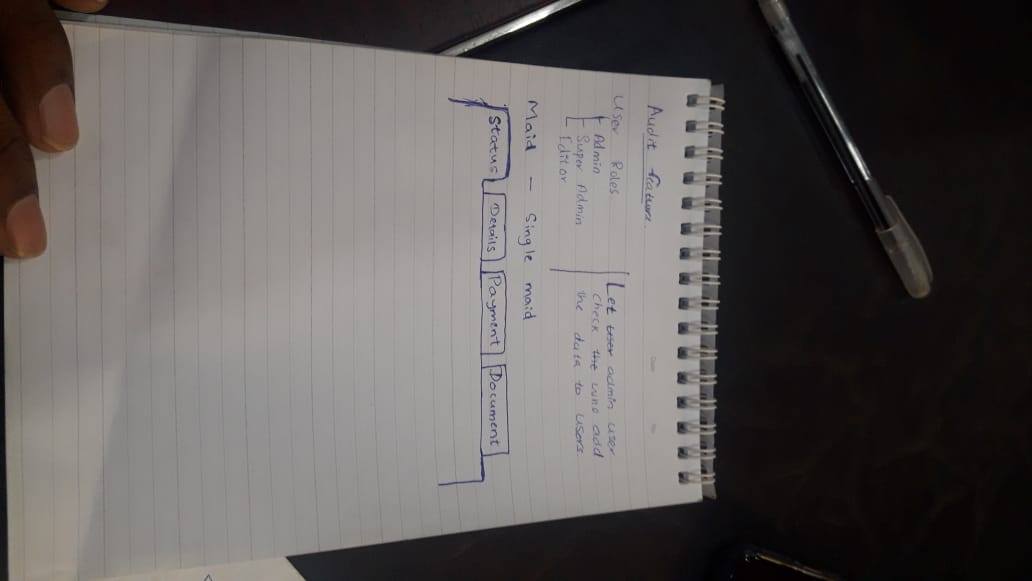 Audit feature.
User Roles
Admin
Super Admin
Editor
Let user admin user
check the who add
the data to users.
Maid – Single maid
Status Details Payment Document